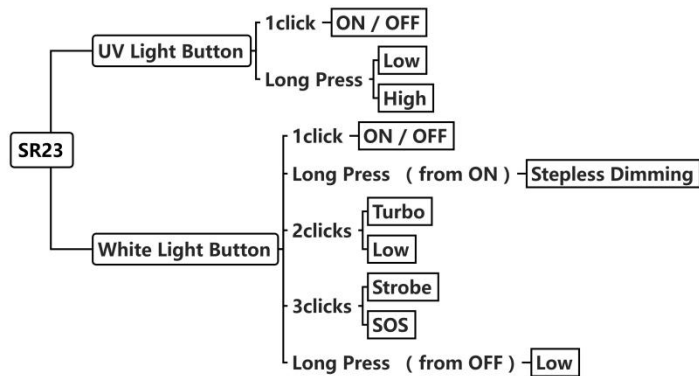 SR23
UV Light Button
1click
ON / OFF
Long Press
Low
High
White Light Button
1click
ON / OFF
Long Press ( from ON )
Stepless Dimming
2clicks
Turbo
Low
3clicks
Strobe
SOS
Long Press ( from OFF )
Low